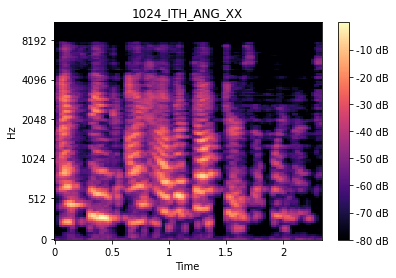 1024_ITH_ANG_XX
8192
4096
2048
1024
512
0
Hz
0
0.5
1
1.5
2
Time
-10 dB
-20 dB
-30 dB
-40 dB
-50 dB
-60 dB
-70 dB
-80 dB